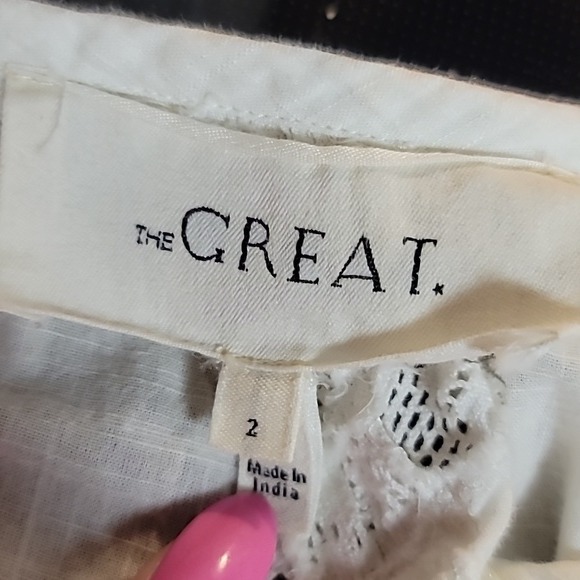 THE GREAT.
2
Made In
India